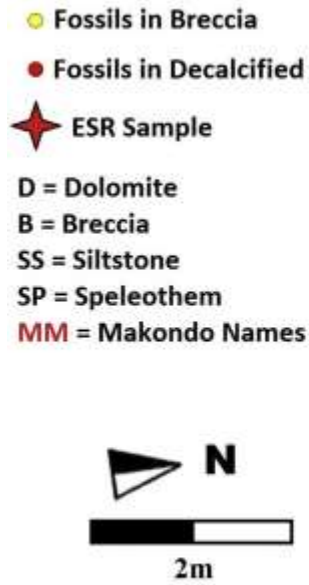 Fossils in Breccia
Fossils in Decalcified
ESR Sample
D = Dolomite
B = Breccia
SS = Siltstone
SP = Speleothem
MM = Makondo Names
N
2m